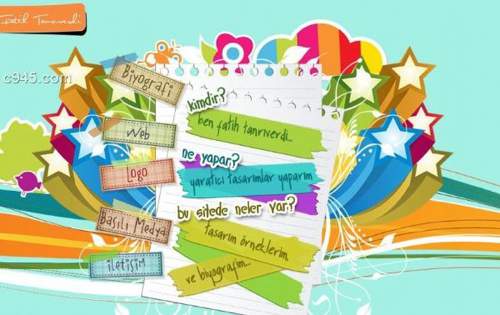 Fatih Tanrıverdi
c945.com
Biyografi
Web
Logo
Basılı Medya
iletişim
kimdir?
ben fatih tanrıverdi...
ne yapar?
yaratıcı tasarımlar yaparım
bu sitede neler var?
tasarım örneklerim
ve biyografim...